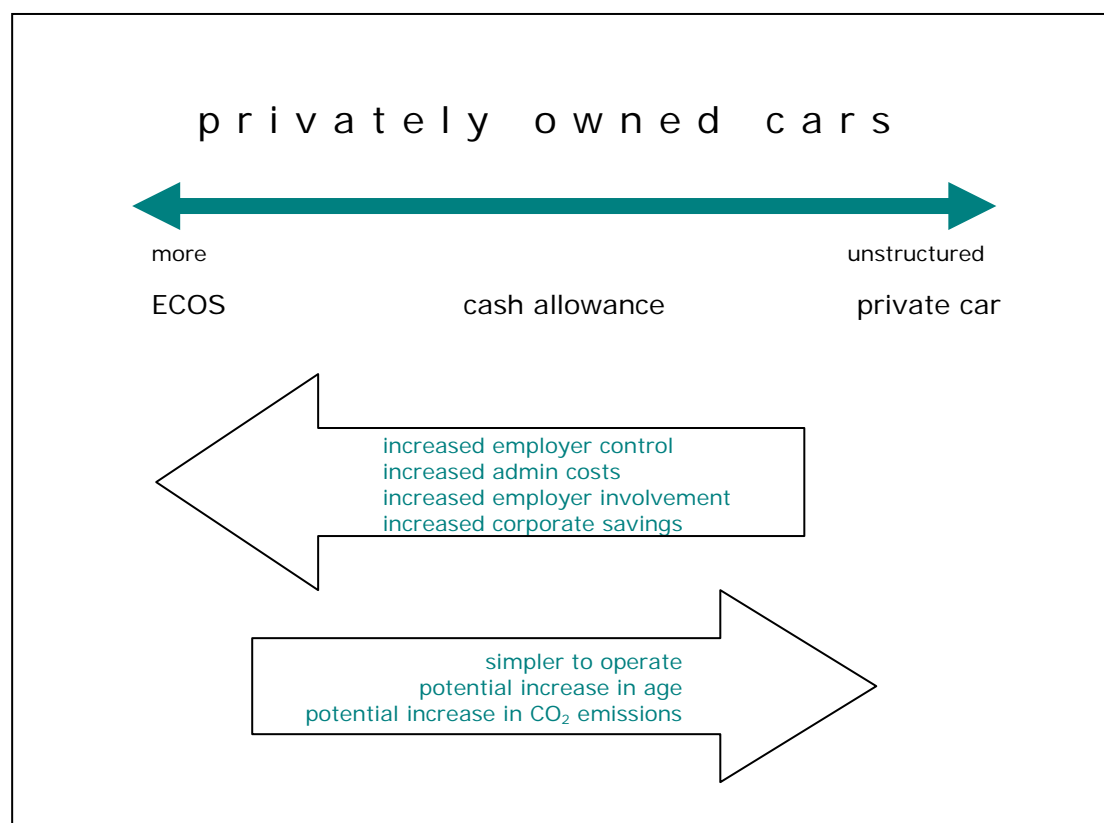 privately owned cars
more unstructured
ECOS cash allowance private car
increased employer control
increased admin costs
increased employer involvement
increased corporate savings
simpler to operate
potential increase in age
potential increase in CO₂ emissions